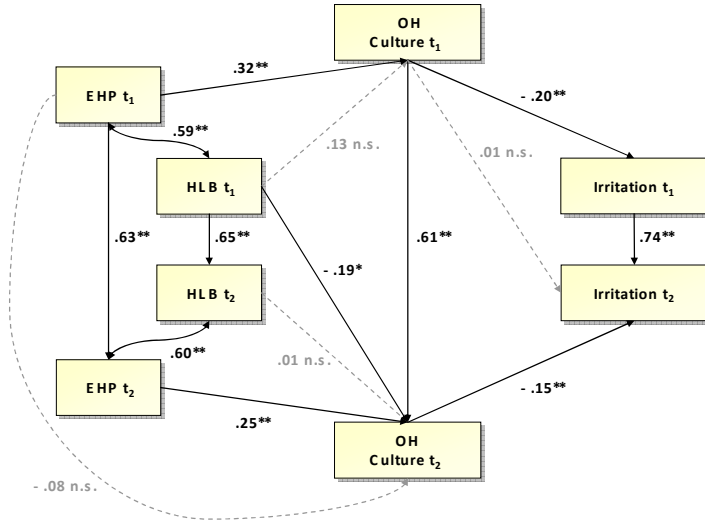 OH
Culture t₁
.32**
EHP t₁
- .20**
.59**
.13 n.s.
.01 n.s.
HLB t₁
Irritation t₁
.63**
.65**
.61**
.74**
- .19*
HLB t₂
Irritation t₂
.60**
.01 n.s.
EHP t₂
- .15**
.25**
OH
Culture t₂
- .08 n.s.